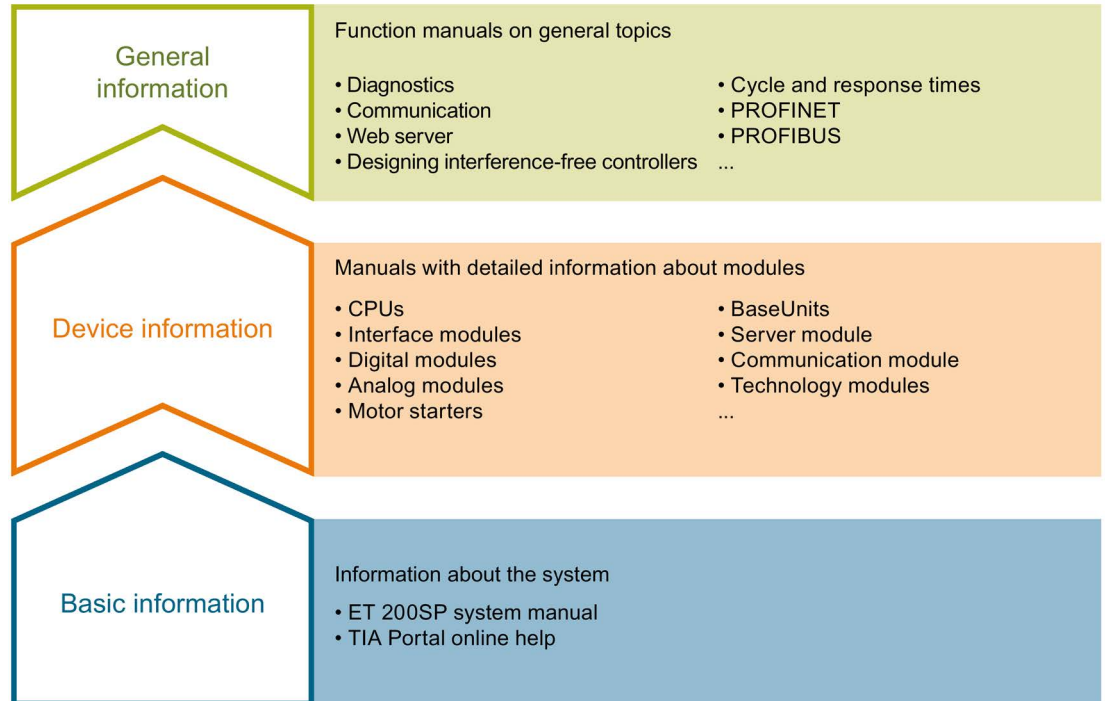 General
information
Function manuals on general topics
• Diagnostics
• Communication
• Web server
• Designing interference-free controllers
• Cycle and response times
• PROFINET
• PROFIBUS
...
Device information
Manuals with detailed information about modules
• CPUs
• Interface modules
• Digital modules
• Analog modules
• Motor starters
• BaseUnits
• Server module
• Communication module
• Technology modules
...
Basic information
Information about the system
• ET 200SP system manual
• TIA Portal online help